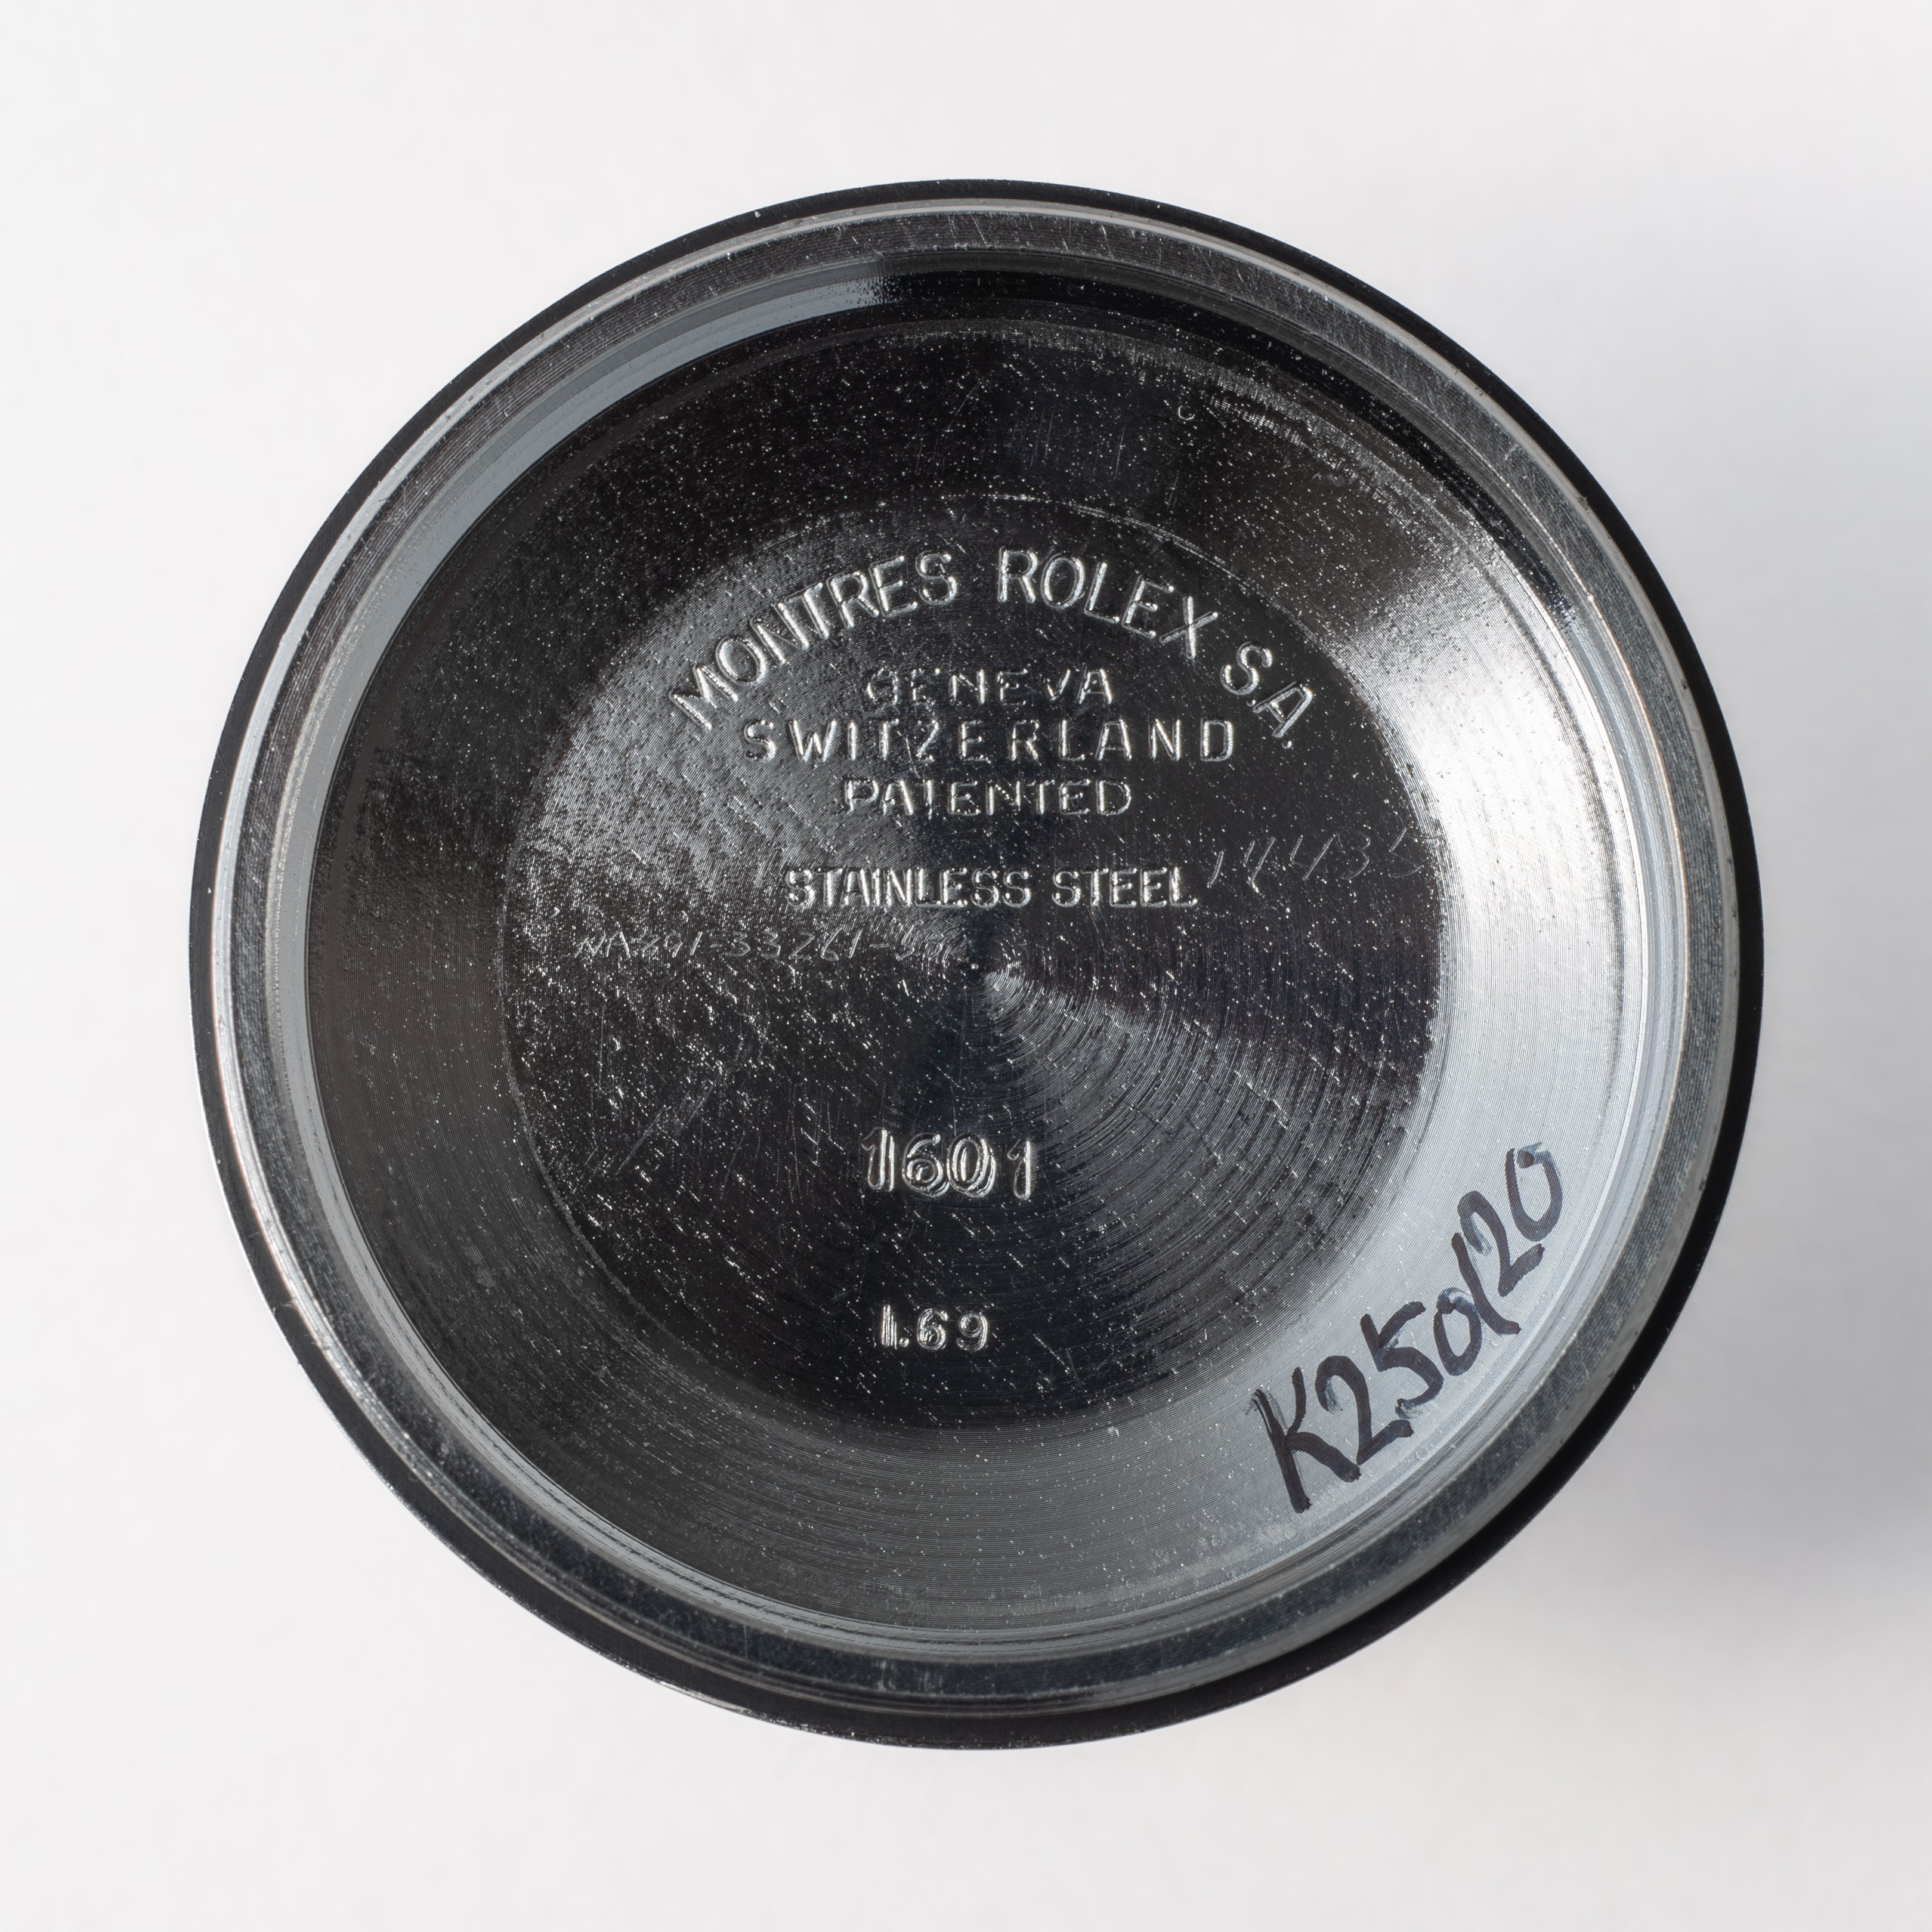 MONTRES ROLEX S.A.
GENEVA
SWITZERLAND
PATENTED
STAINLESS STEEL
1601
I.69
K250120